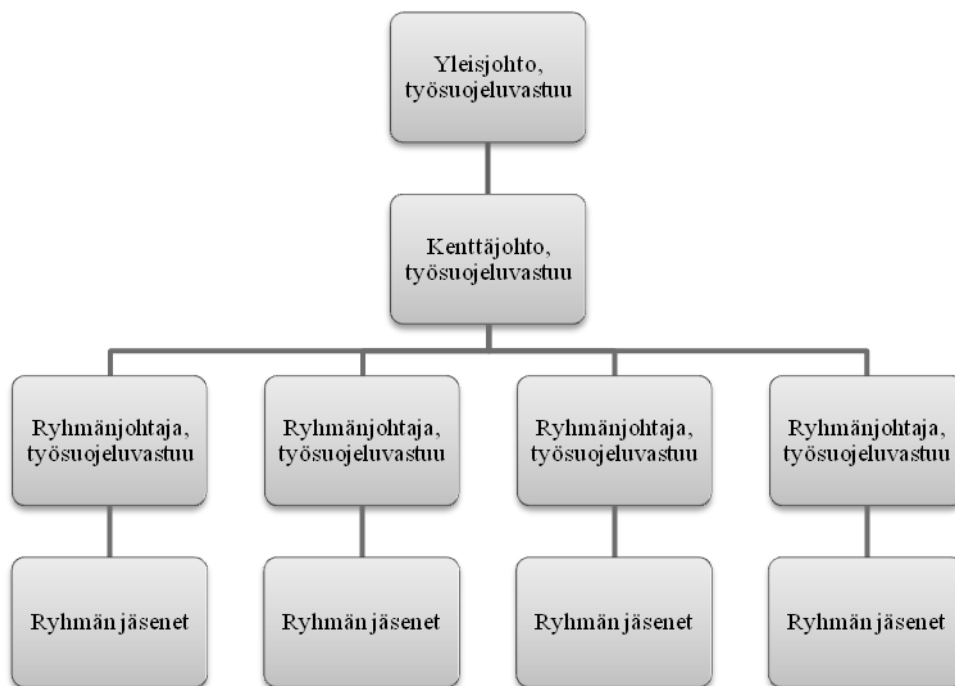 Yleisjohto,
työsuojeluvastuu
Kenttäjohto,
työsuojeluvastuu
Ryhmänjohtaja,
työsuojeluvastuu
Ryhmänjohtaja,
työsuojeluvastuu
Ryhmänjohtaja,
työsuojeluvastuu
Ryhmänjohtaja,
työsuojeluvastuu
Ryhmän jäsenet
Ryhmän jäsenet
Ryhmän jäsenet
Ryhmän jäsenet